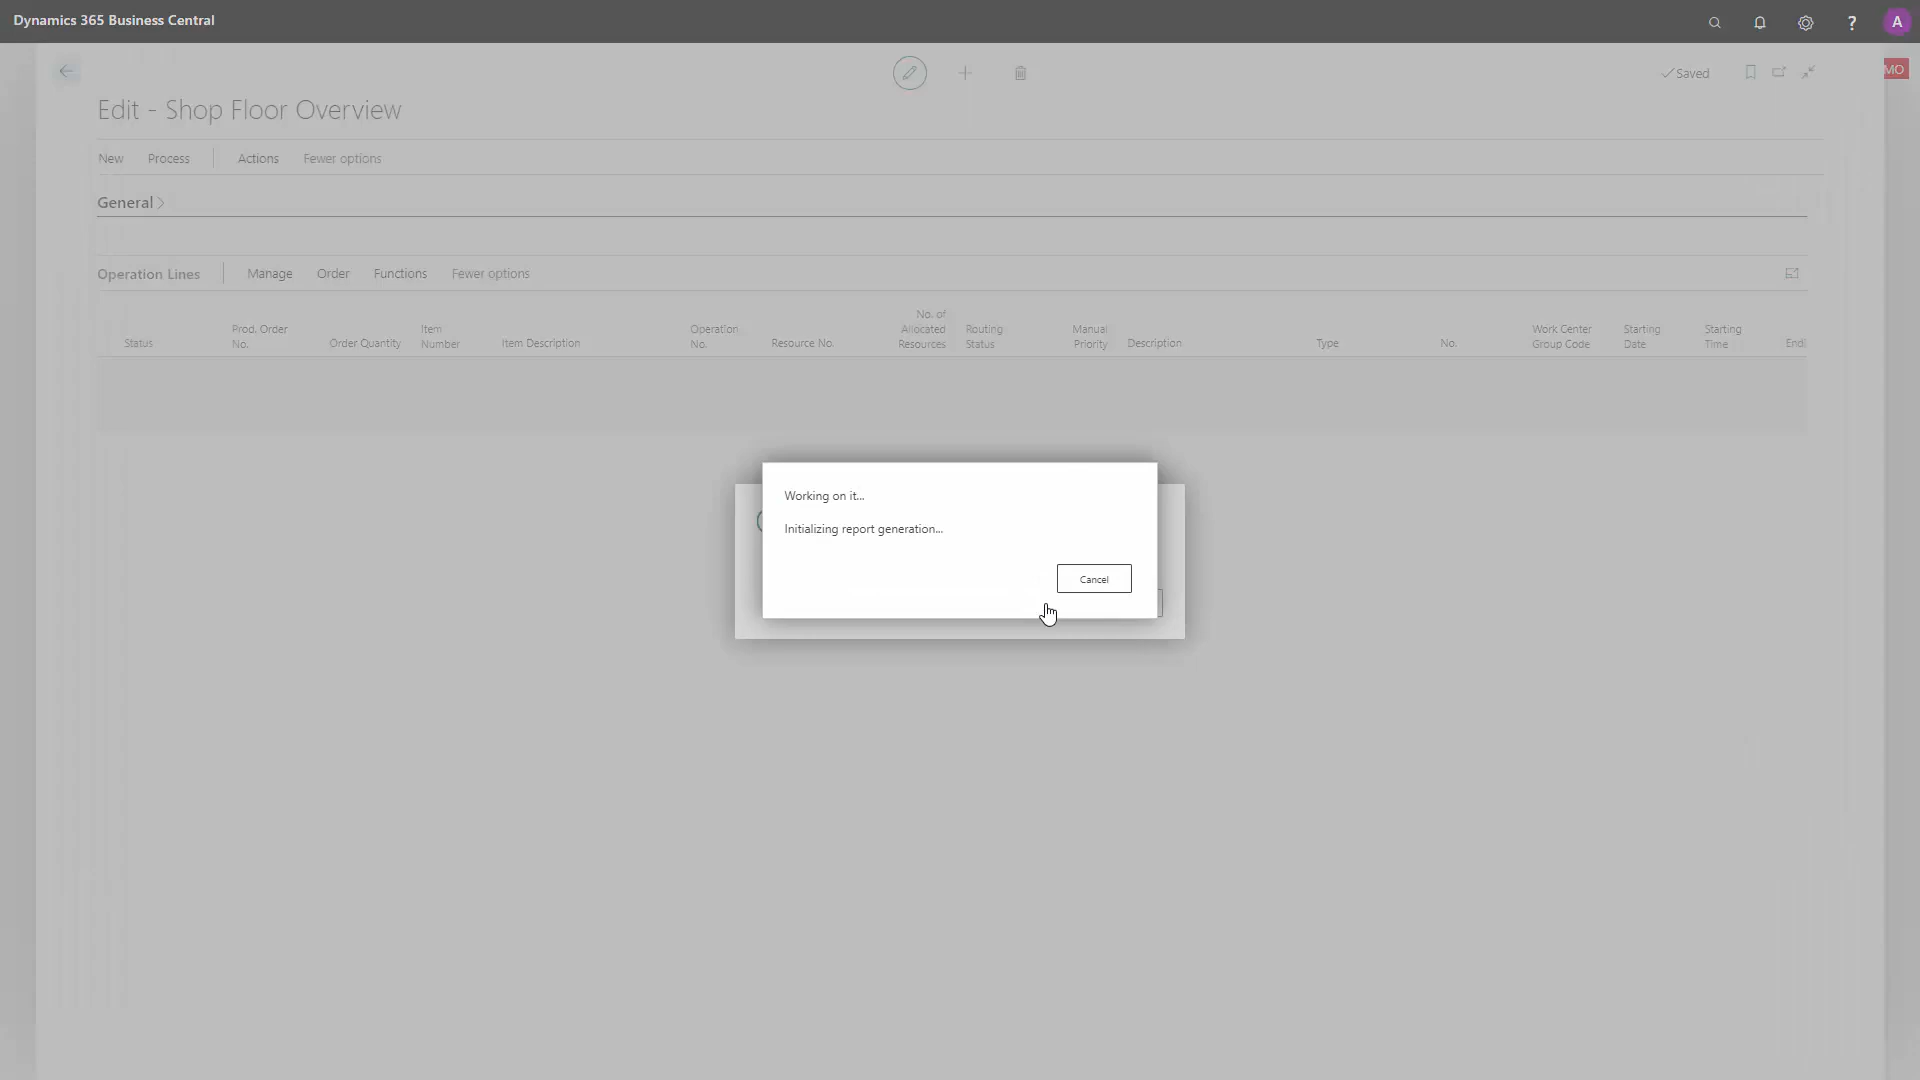 Dynamics 365 Business Central
?
A
Saved
MO
Edit - Shop Floor Overview
New Process Actions Fewer options
General
Operation Lines Manage Order Functions Fewer options
Status
Prod. Order
No.
Order Quantity
Item
Number
Item Description
Operation
No.
Resource No.
No. of
Allocated
Resources
Routing
Status
Manual
Priority
Description
Type
No.
Work Center
Group Code
Starting
Date
Starting
Time
Endi
Working on it...
Initializing report generation...
Cancel